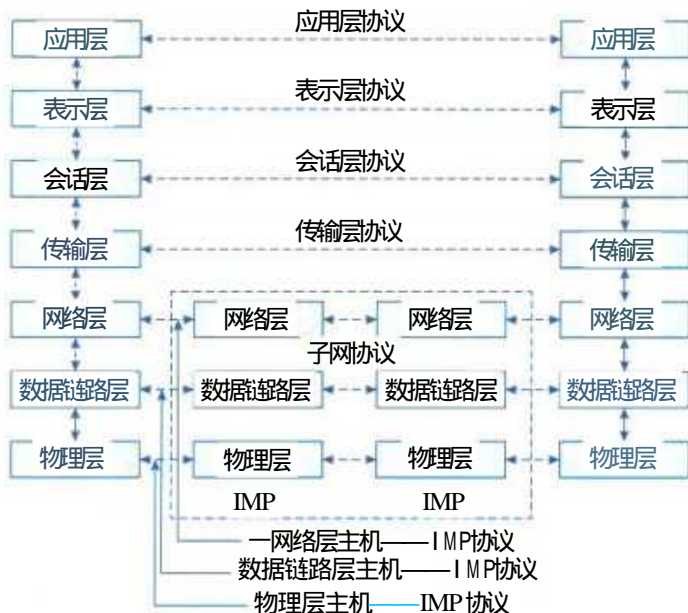 应用层 应用层协议 应用层
表示层 表示层协议 表示层
会话层 会话层协议 会话层
传输层 传输层协议 传输层
网络层 网络层 网络层 网络层
子网协议
数据链路层 数据链路层 数据链路层 数据链路层
物理层 物理层 物理层 物理层
IMP IMP
一网络层主机——IMP协议
数据链路层主机——IMP协议
物理层主机——IMP协议